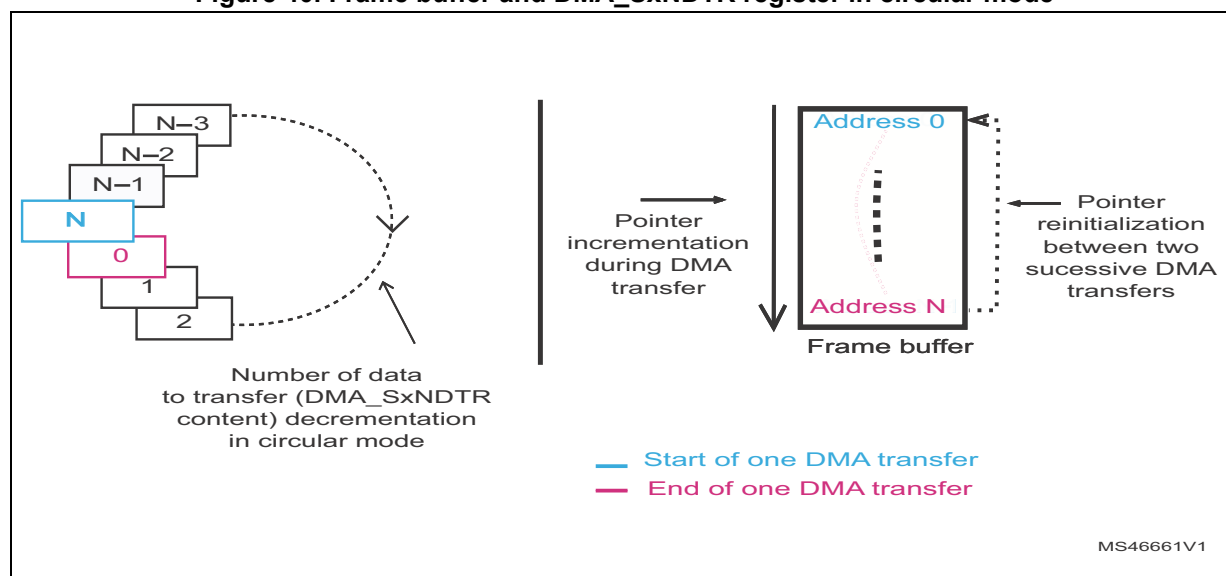 N–3
N–2
N–1
N
0
1
2
Number of data
to transfer (DMA_SxNDTR
content) decrementation
in circular mode
Pointer
incrementation
during DMA
transfer
Address 0
Address N
Frame buffer
Pointer
reinitialization
between two
sucessive DMA
transfers
Start of one DMA transfer
End of one DMA transfer
MS46661V1